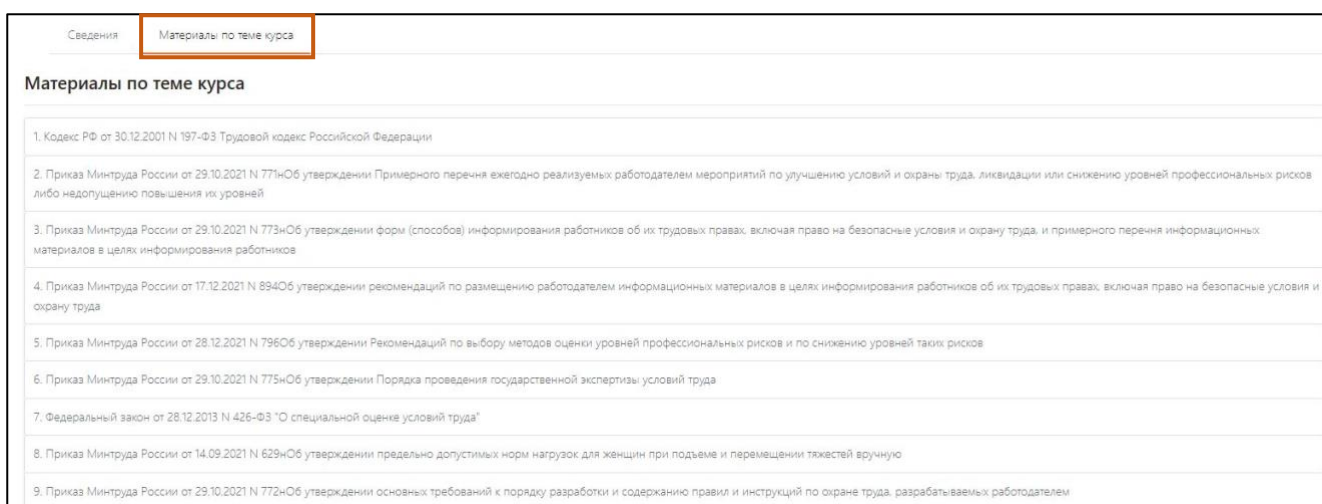 Сведения Материалы по теме курса
Материалы по теме курса
1. Кодекс РФ от 30.12.2001 N 197-ФЗ Трудовой кодекс Российской Федерации
2. Приказ Минтруда России от 29.10.2021 N 771нОб утверждении Примерного перечня ежегодно реализуемых работодателем мероприятий по улучшению условий и охраны труда, ликвидации или снижению уровней профессиональных рисков
либо недопущению повышения их уровней
3. Приказ Минтруда России от 29.10.2021 N 773нОб утверждении форм (способов) информирования работников об их трудовых правах, включая право на безопасные условия и охрану труда, и примерного перечня информационных
материалов в целях информирования работников
4. Приказ Минтруда России от 17.12.2021 N 894Об утверждении рекомендаций по размещению работодателем информационных материалов в целях информирования работников об их трудовых правах, включая право на безопасные условия и
охрану труда
5. Приказ Минтруда России от 28.12.2021 N 796Об утверждении Рекомендаций по выбору методов оценки уровней профессиональных рисков и по снижению уровней таких рисков
6. Приказ Минтруда России от 29.10.2021 N 775нОб утверждении Порядка проведения государственной экспертизы условий труда
7. Федеральный закон от 28.12.2013 N 426-ФЗ "О специальной оценке условий труда"
8. Приказ Минтруда России от 14.09.2021 N 629нОб утверждении предельно допустимых норм нагрузок для женщин при подъеме и перемещении тяжестей вручную
9. Приказ Минтруда России от 29.10.2021 N 772нОб утверждении основных требований к порядку разработки и содержанию правил и инструкций по охране труда, разрабатываемых работодателем